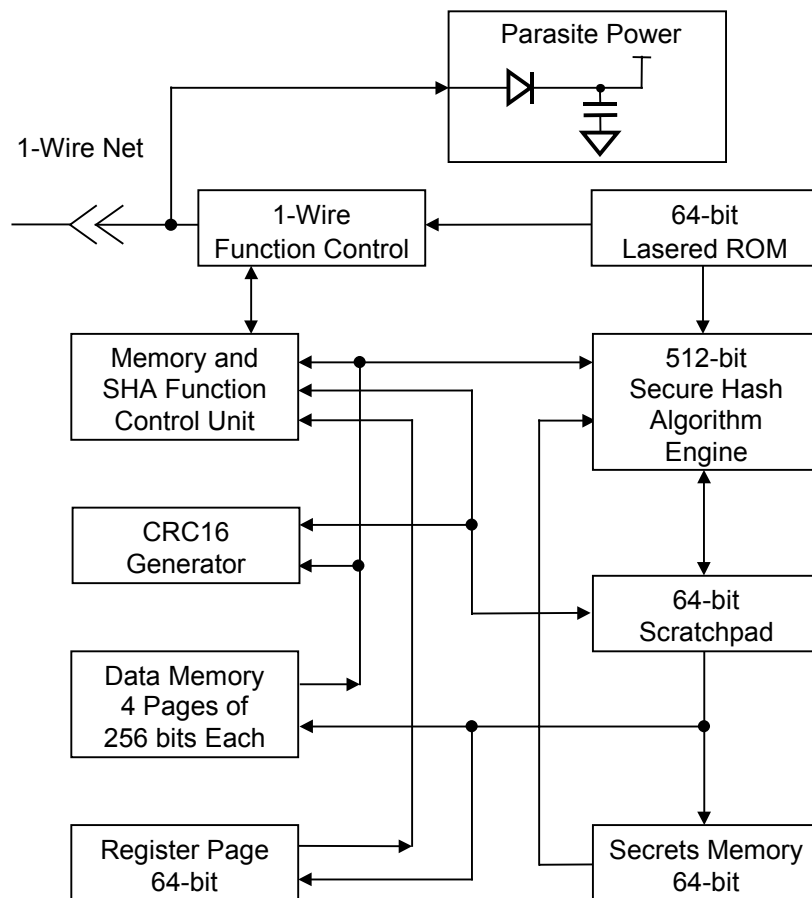 Parasite Power
1-Wire Net
1-Wire
Function Control
64-bit
Lasered ROM
Memory and
SHA Function
Control Unit
512-bit
Secure Hash
Algorithm
Engine
CRC16
Generator
64-bit
Scratchpad
Data Memory
4 Pages of
256 bits Each
Register Page
64-bit
Secrets Memory
64-bit